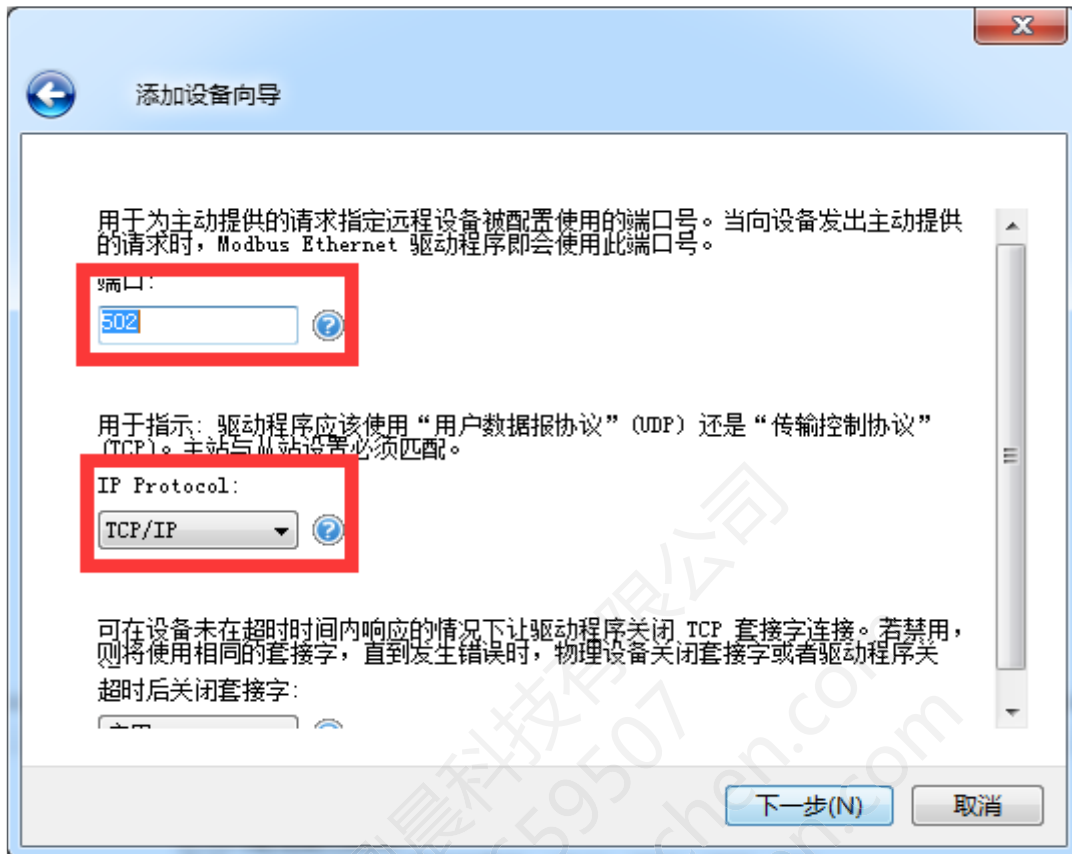 添加设备向导
用于为主动提供的请求指定远程设备被配置使用的端口号。当向设备发出主动提供
的请求时，Modbus Ethernet 驱动程序即会使用此端口号。
端口:
502
用于指示: 驱动程序应该使用“用户数据报协议”(UDP) 还是“传输控制协议”
(TCP)。主站与从站设置必须匹配。
IP Protocol:
TCP/IP
可在设备未在超时时间内响应的情况下让驱动程序关闭 TCP 套接字连接。若禁用，
则将使用相同的套接字，直到发生错误时，物理设备关闭套接字或者驱动程序关
超时后关闭套接字:
下一步(N)
取消